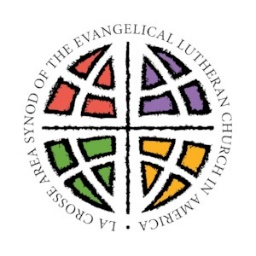 LA CROSSE AREA SYNOD OF THE EVANGELICAL LUTHERAN CHURCH IN AMERICA •